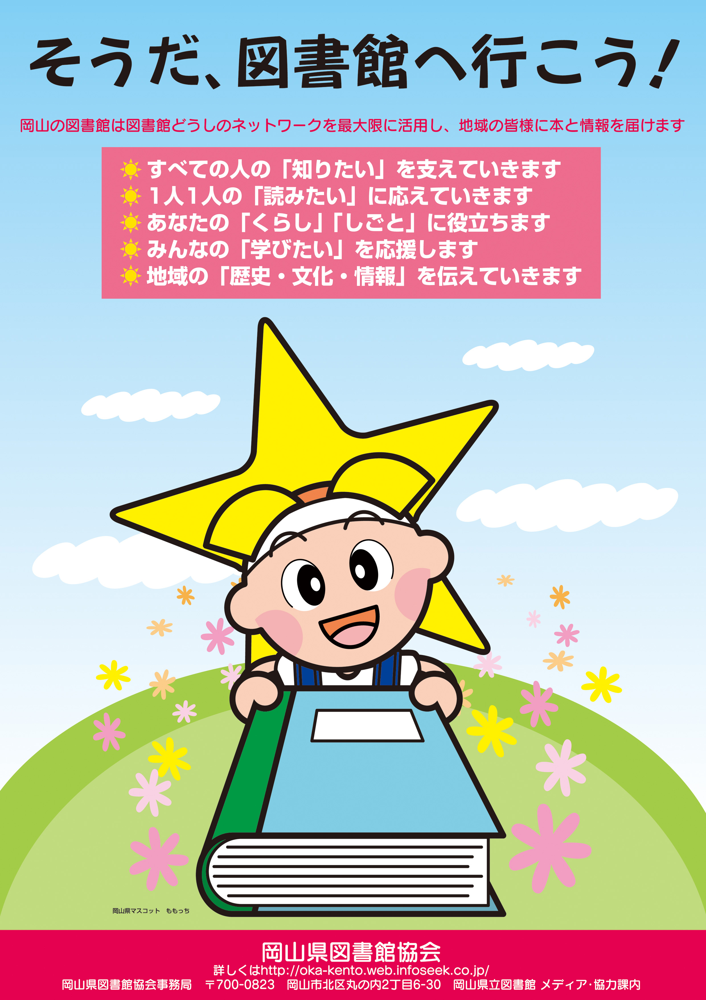 そうだ、図書館へ行こう！
岡山の図書館は図書館どうしのネットワークを最大限に活用し、地域の皆様に本と情報を届けます
すべての人の「知りたい」を支えていきます
1人1人の「読みたい」に応えていきます
あなたの「くらし」「しごと」に役立ちます
みんなの「学びたい」を応援します
地域の「歴史・文化・情報」を伝えていきます
岡山県マスコット　ももっち
岡山県図書館協会
詳しくはhttp://oka-kento.web.infoseek.co.jp/
岡山県図書館協会事務局　〒700-0823　岡山市北区丸の内2丁目6-30　岡山県立図書館 メディア・協力課内